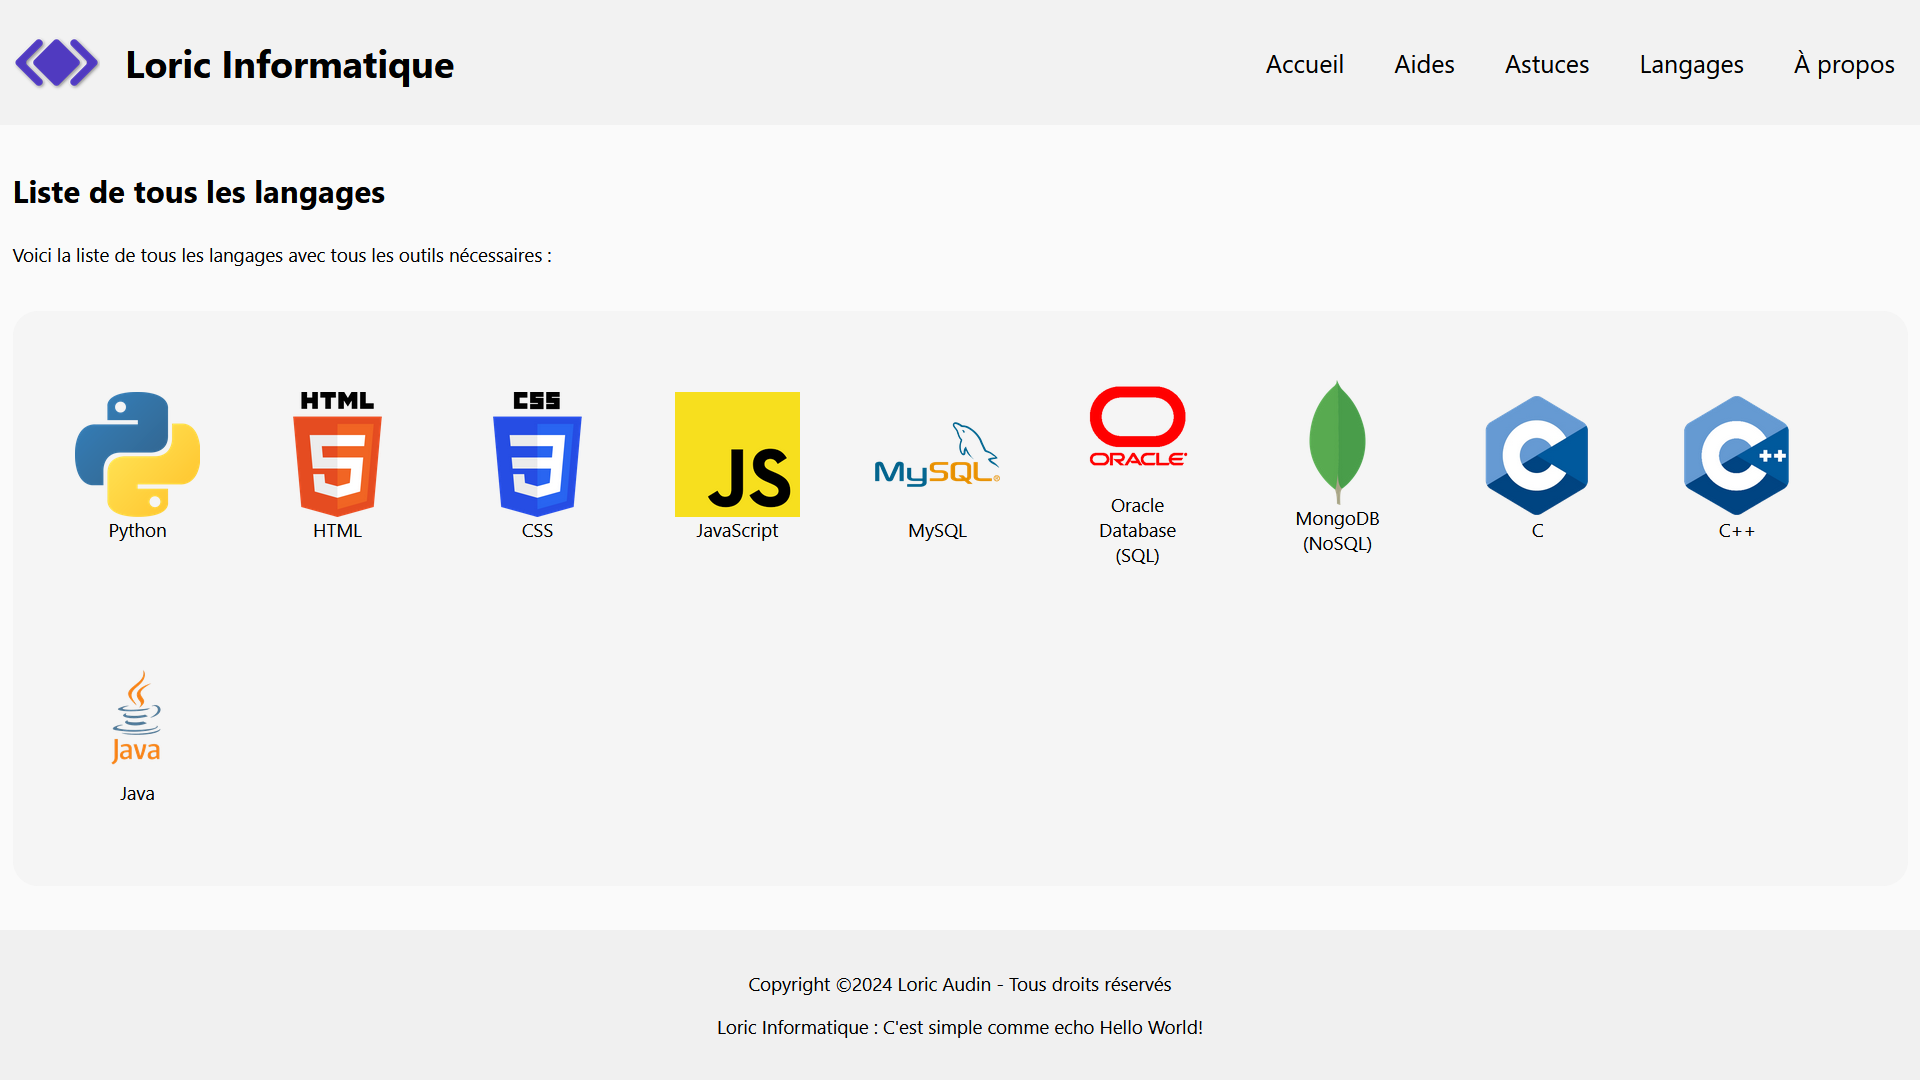 Loric Informatique
Accueil
Aides
Astuces
Langages
À propos
Liste de tous les langages
Voici la liste de tous les langages avec tous les outils nécessaires :
Python
HTML
HTML
CSS
CSS
JS
JavaScript
MySQL®
MySQL
ORACLE
Oracle
Database
(SQL)
MongoDB
(NoSQL)
C
C
C++
C++
Java
Java
Copyright ©2024 Loric Audin - Tous droits réservés
Loric Informatique : C'est simple comme echo Hello World!